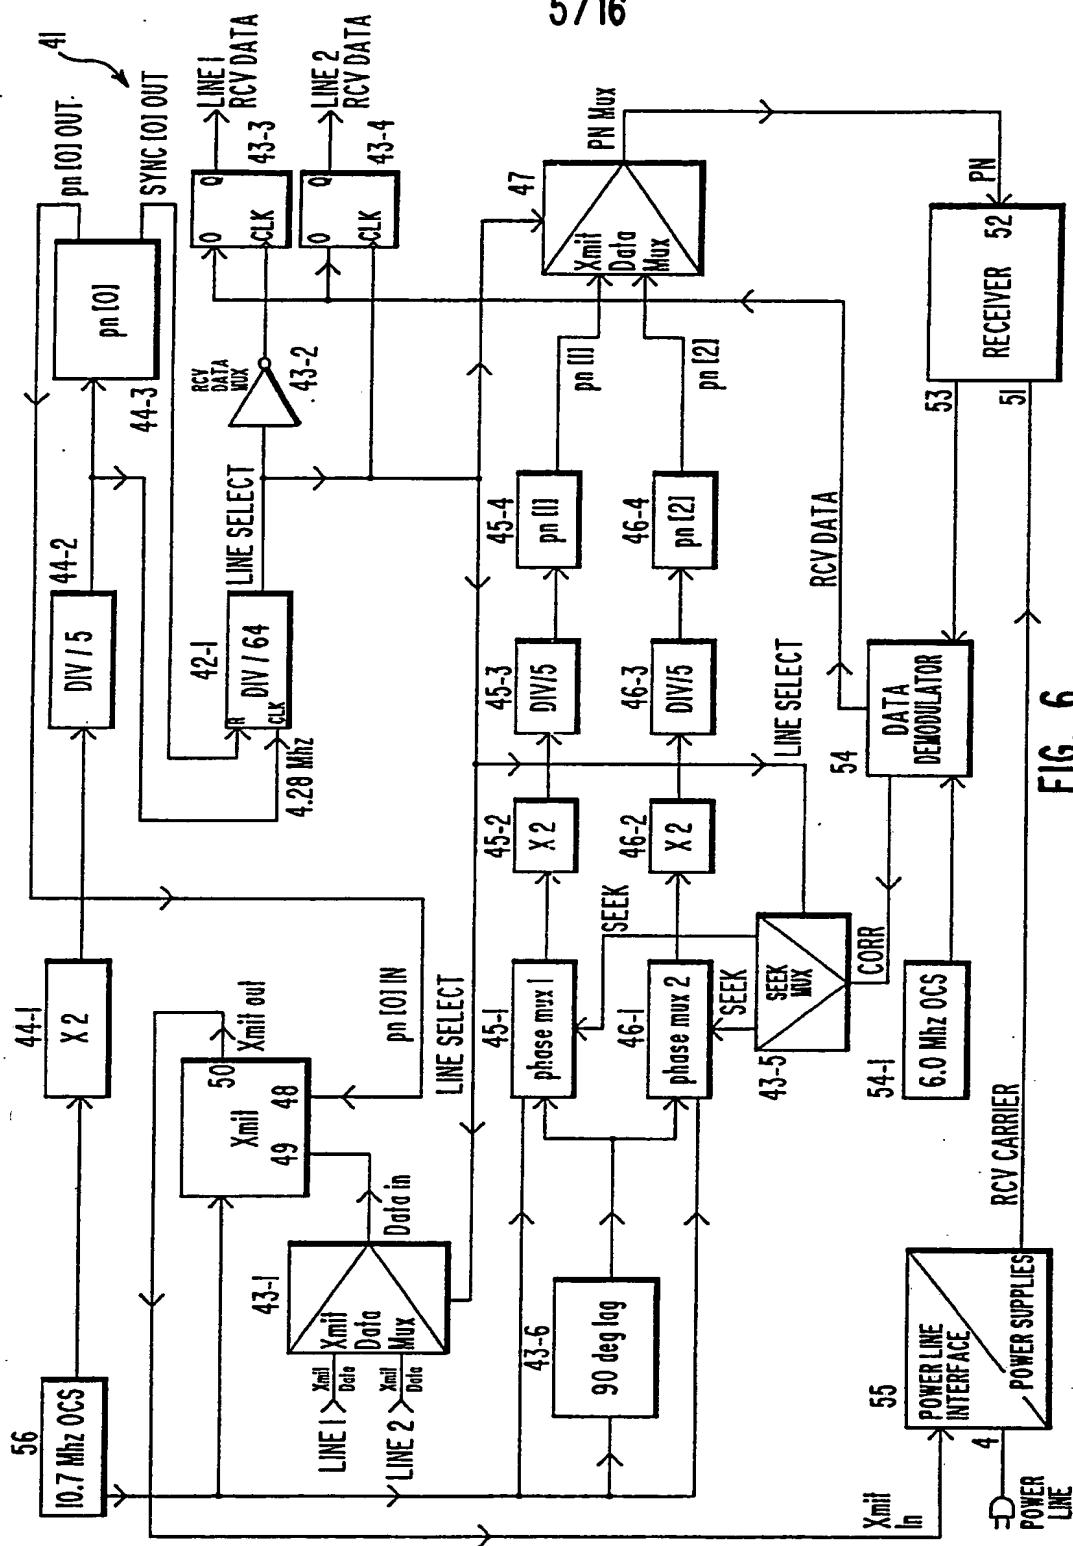 5/16
41
56
10.7 Mhz OCS
44-1
X 2
44-2
DIV / 5
44-3
pn [0]
pn [0] OUT
SYNC [0] OUT
42-1
R
DIV / 64
CLK
4.28 Mhz
LINE SELECT
RCV
DATA
MUX
43-2
D
Q
CLK
43-3
LINE 1
RCV DATA
D
Q
CLK
43-4
LINE 2
RCV DATA
Xmit out
50
Xmit
49
48
pn [0] IN
Data in
43-1
Xmit
Data
Mux
LINE 1
Xmit
Data
LINE 2
Xmit
Data
LINE SELECT
43-6
90 deg lag
45-1
phase mux 1
45-2
X 2
45-3
DIV/5
45-4
pn [1]
pn [1]
46-1
phase mux 2
46-2
X 2
46-3
DIV/5
46-4
pn [2]
pn [2]
47
Xmit
Data
Mux
PN Mux
SEEK
SEEK
43-5
SEEK
MUX
LINE SELECT
CORR
54-1
6.0 Mhz OCS
54
DATA
DEMODULATOR
RCV DATA
53
51
RECEIVER
52
PN
RCV CARRIER
55
POWER LINE
INTERFACE
POWER SUPPLIES
4
Xmit
In
POWER
LINE
FIG. 6